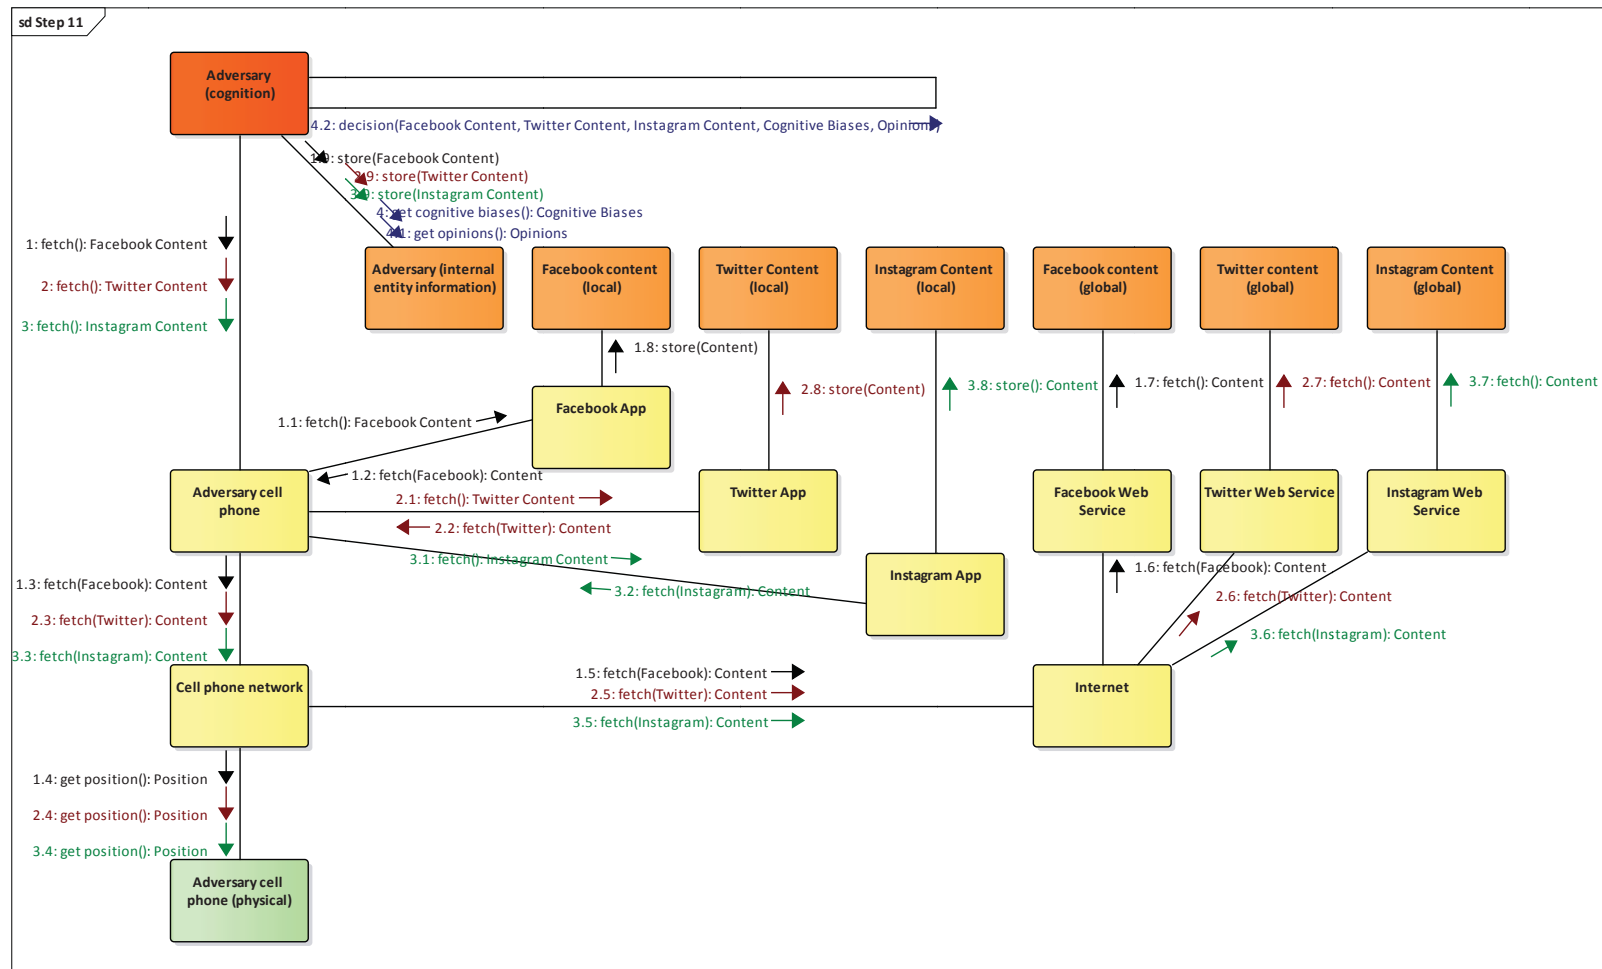 sd Step 11
Adversary
(cognition)
4.2: decision(Facebook Content, Twitter Content, Instagram Content, Cognitive Biases, Opinions)
1.9: store(Facebook Content)
2.9: store(Twitter Content)
3.9: store(Instagram Content)
4: get cognitive biases(): Cognitive Biases
4.1: get opinions(): Opinions
1: fetch(): Facebook Content
2: fetch(): Twitter Content
3: fetch(): Instagram Content
Adversary (internal
entity information)
Facebook content
(local)
Twitter Content
(local)
Instagram Content
(local)
Facebook content
(global)
Twitter content
(global)
Instagram Content
(global)
1.8: store(Content)
2.8: store(Content)
3.8: store(): Content
1.7: fetch(): Content
2.7: fetch(): Content
3.7: fetch(): Content
Facebook App
1.1: fetch(): Facebook Content
1.2: fetch(Facebook): Content
Adversary cell
phone
2.1: fetch(): Twitter Content
2.2: fetch(Twitter): Content
Twitter App
Facebook Web
Service
Twitter Web Service
Instagram Web
Service
3.1: fetch(): Instagram Content
3.2: fetch(Instagram): Content
Instagram App
1.6: fetch(Facebook): Content
2.6: fetch(Twitter): Content
3.6: fetch(Instagram): Content
1.3: fetch(Facebook): Content
2.3: fetch(Twitter): Content
3.3: fetch(Instagram): Content
Cell phone network
1.5: fetch(Facebook): Content
2.5: fetch(Twitter): Content
3.5: fetch(Instagram): Content
Internet
1.4: get position(): Position
2.4: get position(): Position
3.4: get position(): Position
Adversary cell
phone (physical)